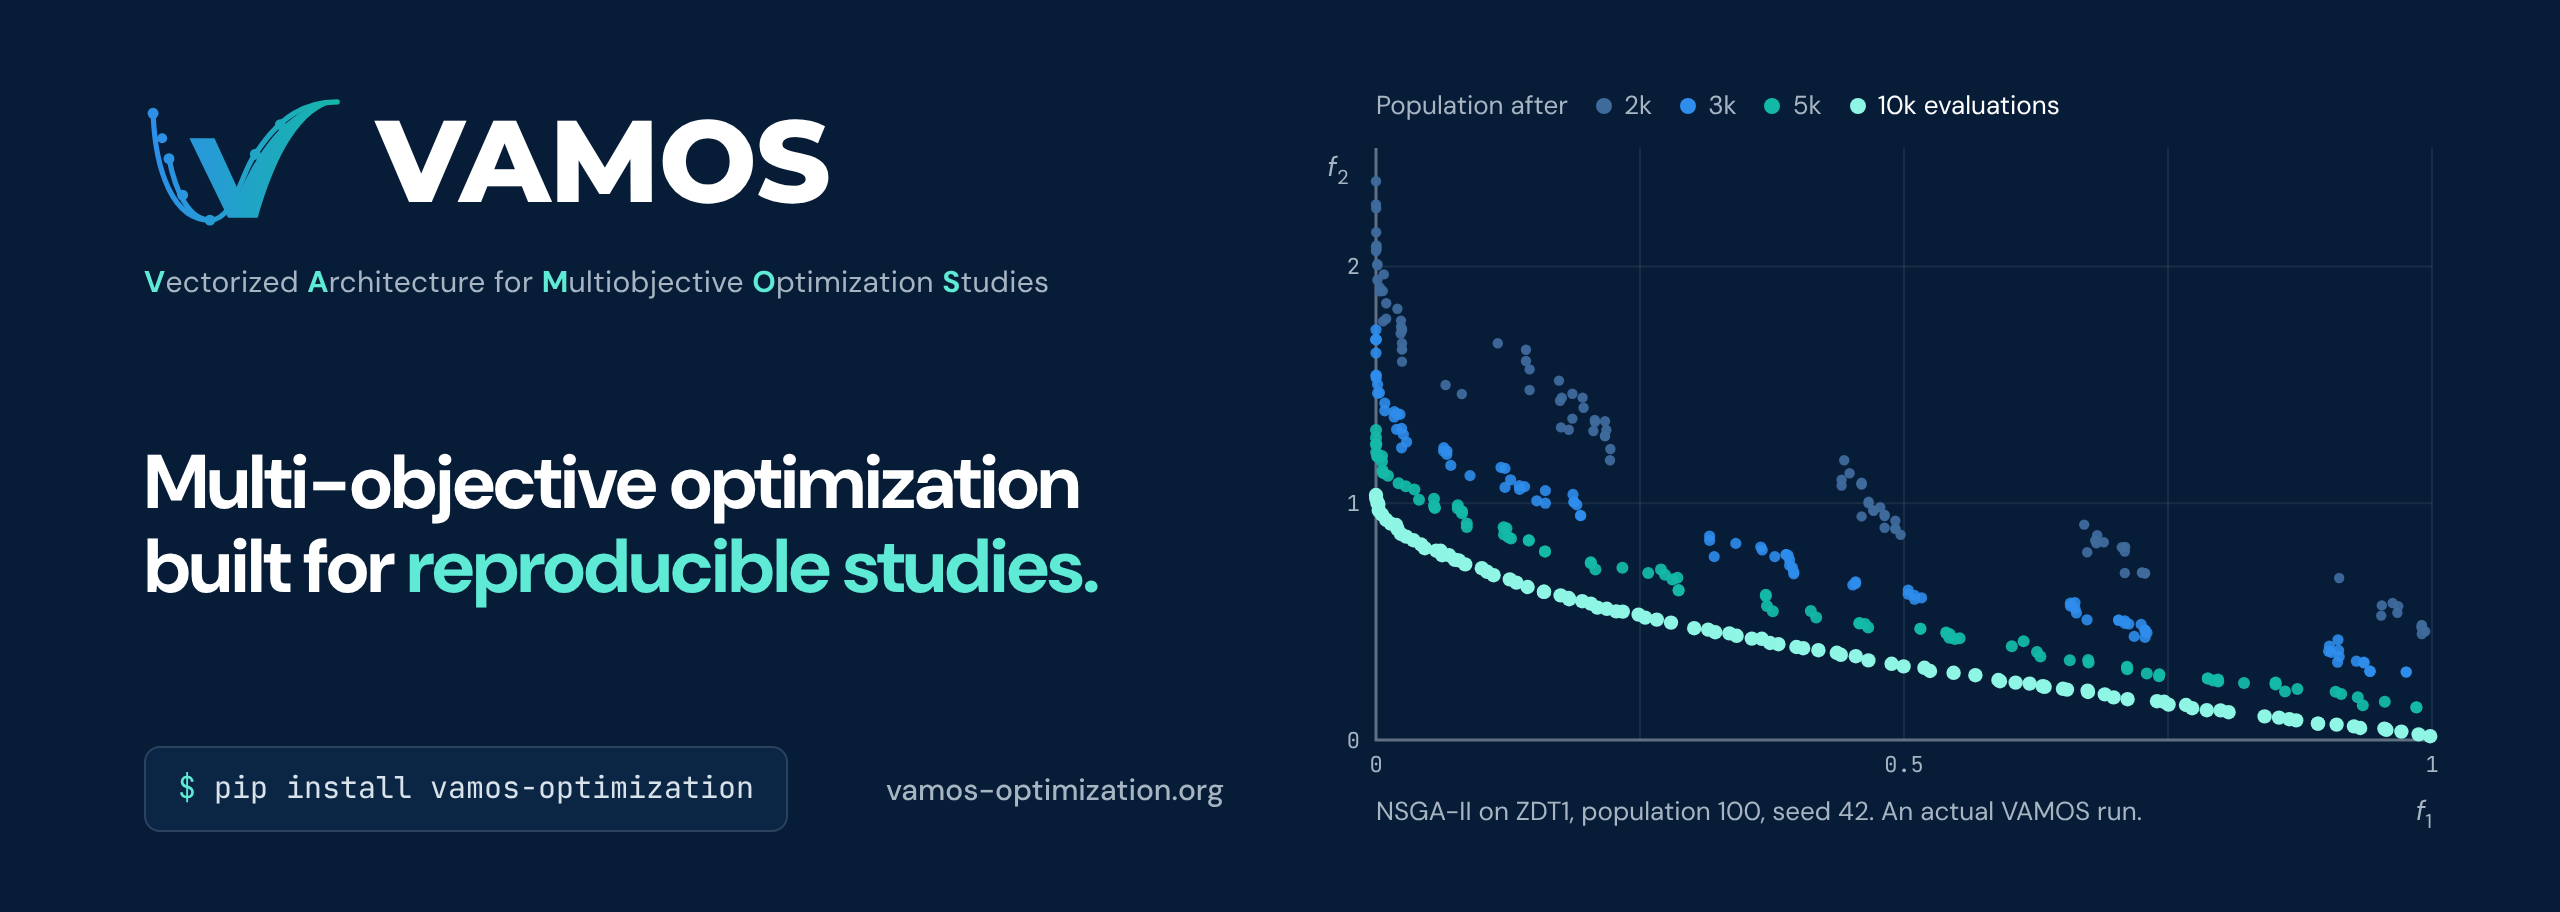 VAMOS
Vectorized Architecture for Multiobjective Optimization Studies
Multi-objective optimization
built for reproducible studies.
$ pip install vamos-optimization
vamos-optimization.org
Population after 2k 3k 5k 10k evaluations
f2
2
1
0
0 0.5 1
NSGA-II on ZDT1, population 100, seed 42. An actual VAMOS run.
f1